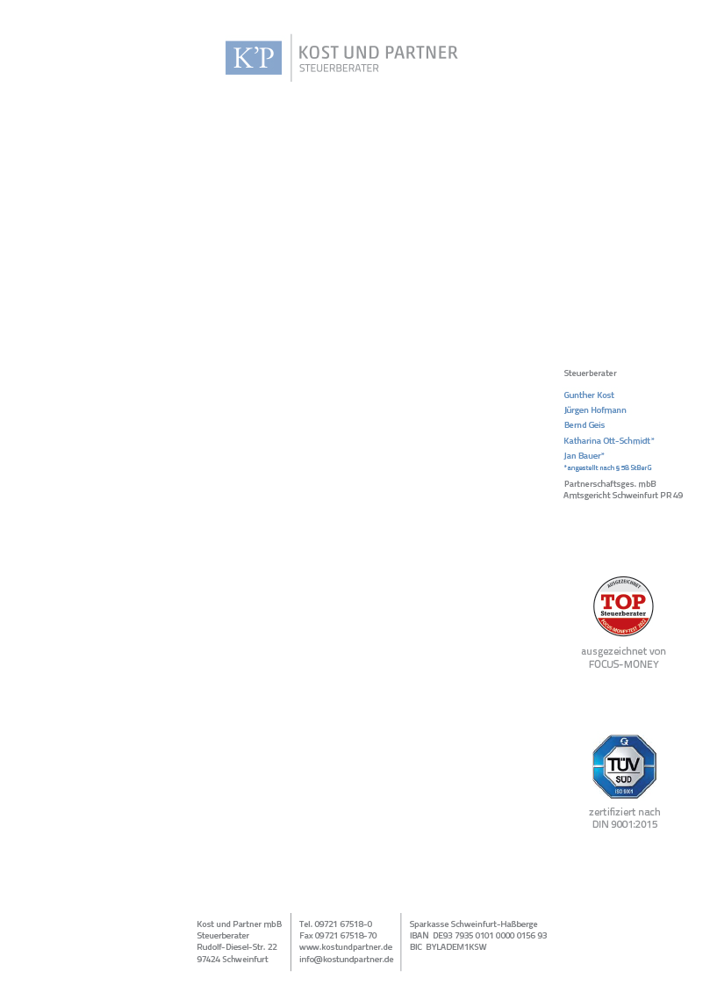 K'P
KOST UND PARTNER
STEUERBERATER
Steuerberater
Gunther Kost
Jürgen Hofmann
Bernd Geis
Katharina Ott-Schmidt*
Jan Bauer*
*angestellt nach § 58 StBerG
Partnerschaftsges. mbB
Amtsgericht Schweinfurt PR 49
AUSGEZEICHNET
TOP
Steuerberater
FOCUS-MONEY-TEST 2022
ausgezeichnet von
FOCUS-MONEY
TÜV
SÜD
ISO 9001
zertifiziert nach
DIN 9001:2015
Kost und Partner mbB
Steuerberater
Rudolf-Diesel-Str. 22
97424 Schweinfurt
Tel. 09721 67518-0
Fax 09721 67518-70
www.kostundpartner.de
info@kostundpartner.de
Sparkasse Schweinfurt-Haßberge
IBAN DE93 7935 0101 0000 0156 93
BIC BYLADEM1KSW